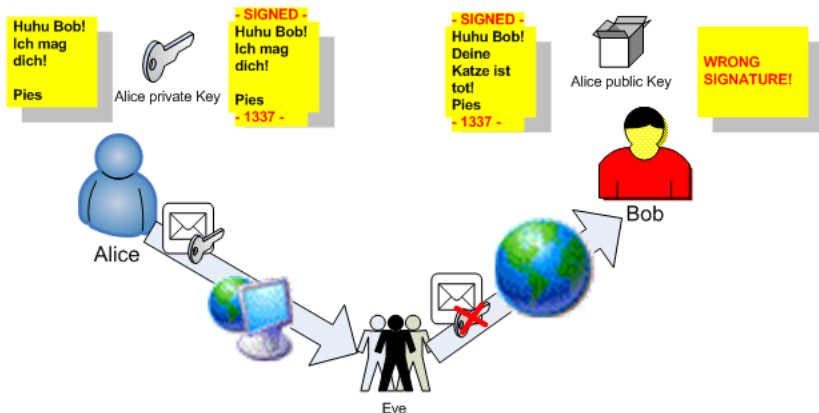 Huhu Bob!
Ich mag
dich!
Pies
Alice private Key
- SIGNED -
Huhu Bob!
Ich mag
dich!
Pies
- 1337 -
- SIGNED -
Huhu Bob!
Deine
Katze ist
tot!
Pies
- 1337 -
Alice public Key
WRONG
SIGNATURE!
Alice
Bob
Eve